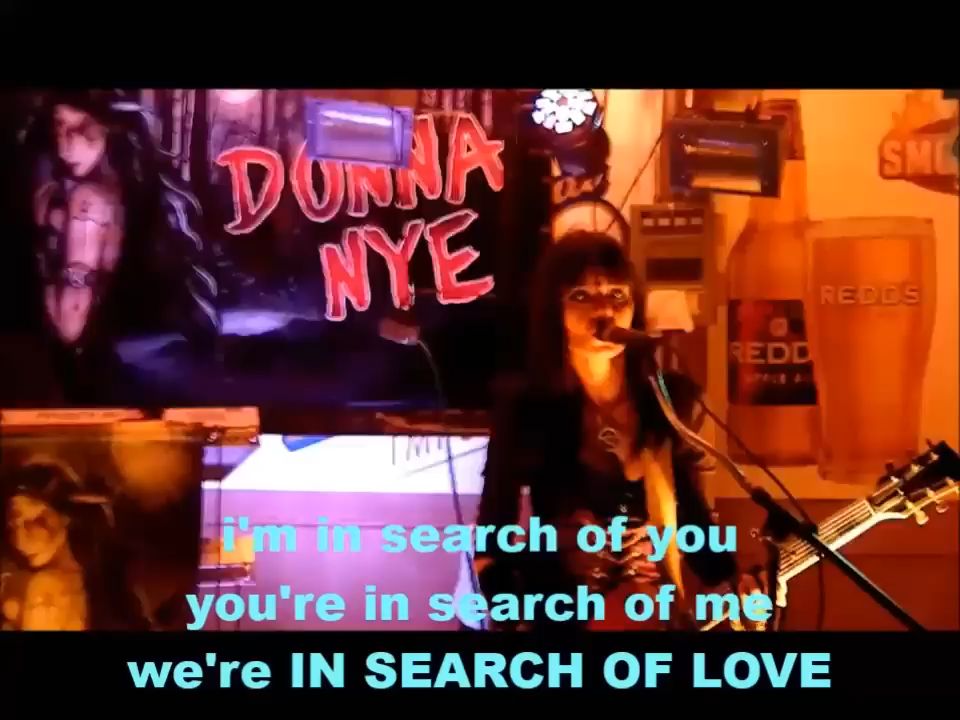 DONNA
NYE
SM
REDDS
REDD
i'm in search of you
you're in search of me
we're IN SEARCH OF LOVE